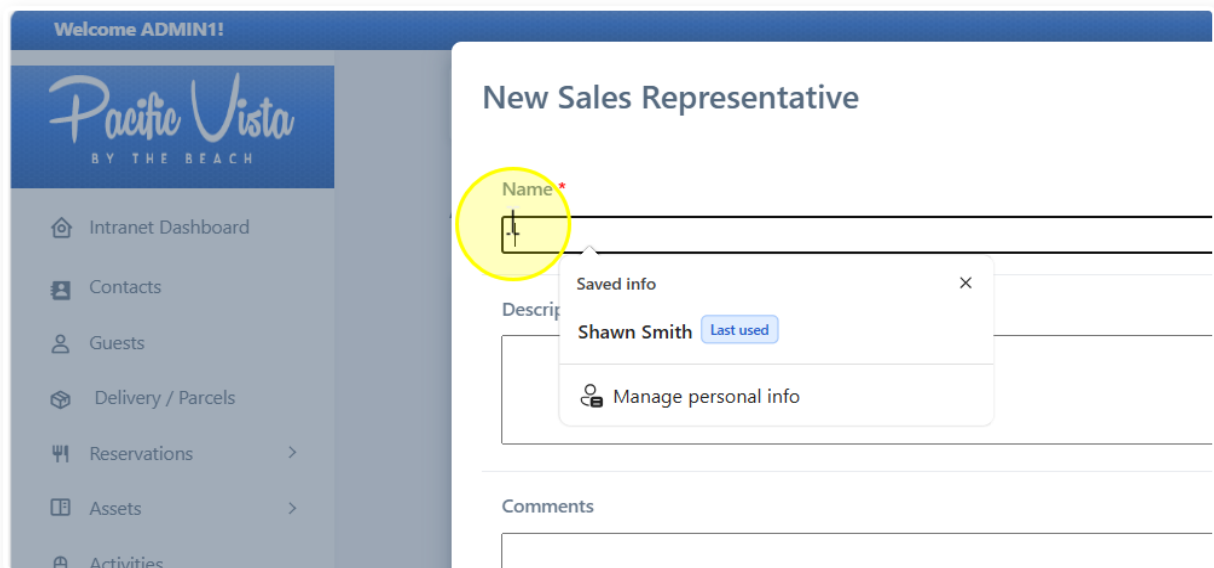 Welcome ADMIN1!
Pacific Vista
BY THE BEACH
Intranet Dashboard
Contacts
Guests
Delivery / Parcels
Reservations
Assets
Activities
New Sales Representative
Name *
Saved info
Shawn Smith Last used
Manage personal info
Descrip
Comments